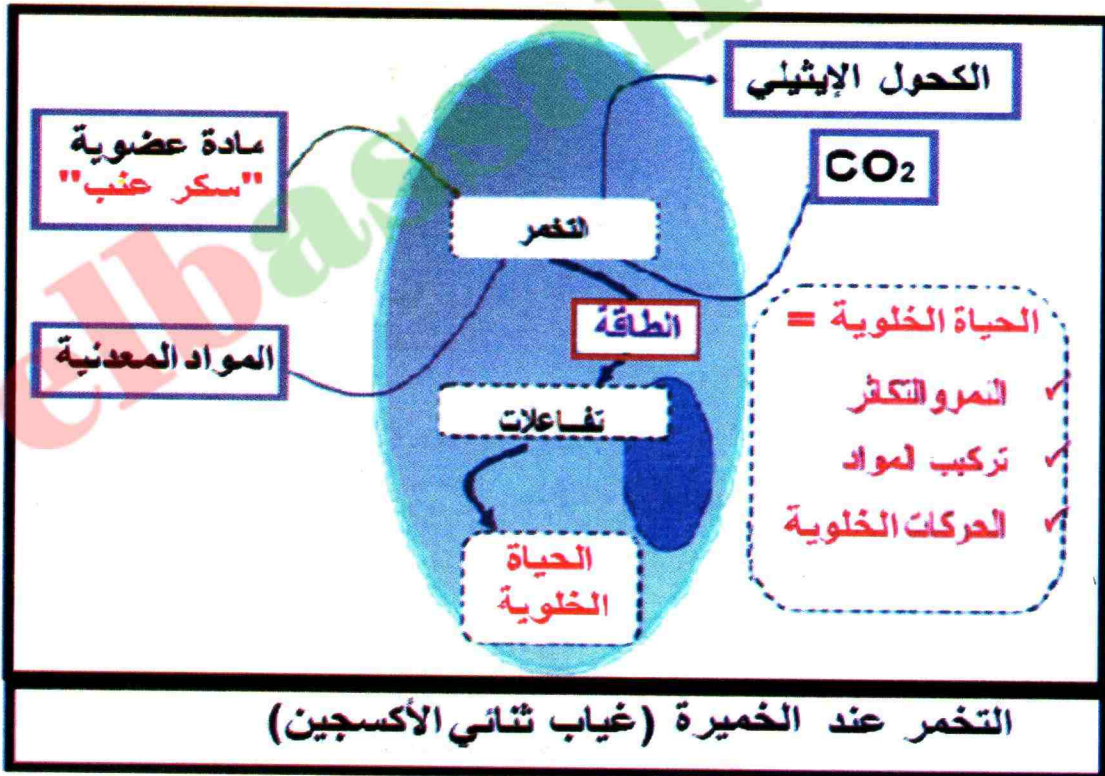 الكحول الإيثيلي
CO2
مادة عضوية
"سكر عنب"
التخمر
الطاقة
المواد المعدنية
تفاعلات
الحياة
الخلوية
الحياة الخلوية =
✓ النمو والتكاثر
✓ تركيب لمواد
✓ الحركات الخلوية
التخمر عند الخميرة (غياب ثنائي الأكسجين)